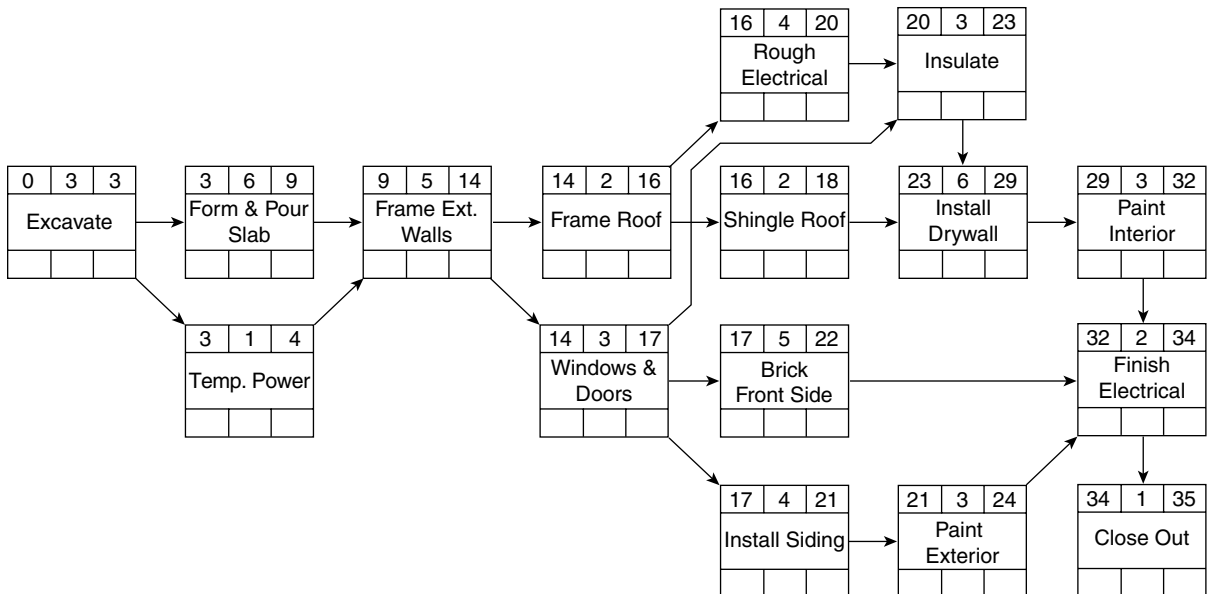 16 4 20
Rough
Electrical
20 3 23
Insulate
0 3 3
Excavate
3 6 9
Form & Pour
Slab
9 5 14
Frame Ext.
Walls
14 2 16
Frame Roof
16 2 18
Shingle Roof
23 6 29
Install
Drywall
29 3 32
Paint
Interior
3 1 4
Temp. Power
14 3 17
Windows &
Doors
17 5 22
Brick
Front Side
32 2 34
Finish
Electrical
17 4 21
Install Siding
21 3 24
Paint
Exterior
34 1 35
Close Out